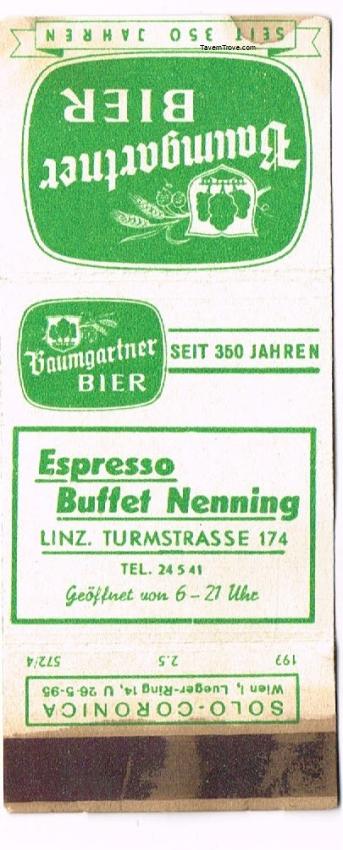 SEIT 350 JAHREN
TavernTrove.com
Baumgartner
BIER
Baumgartner
BIER
SEIT 350 JAHREN
Espresso
Buffet Nenning
LINZ. TURMSTRASSE 174
TEL. 24 5 41
Geöffnet von 6 - 21 Uhr
197 2.5 572/4
Wien I, Lueger-Ring 14, U 26-5-95
SOLO-CORONICA